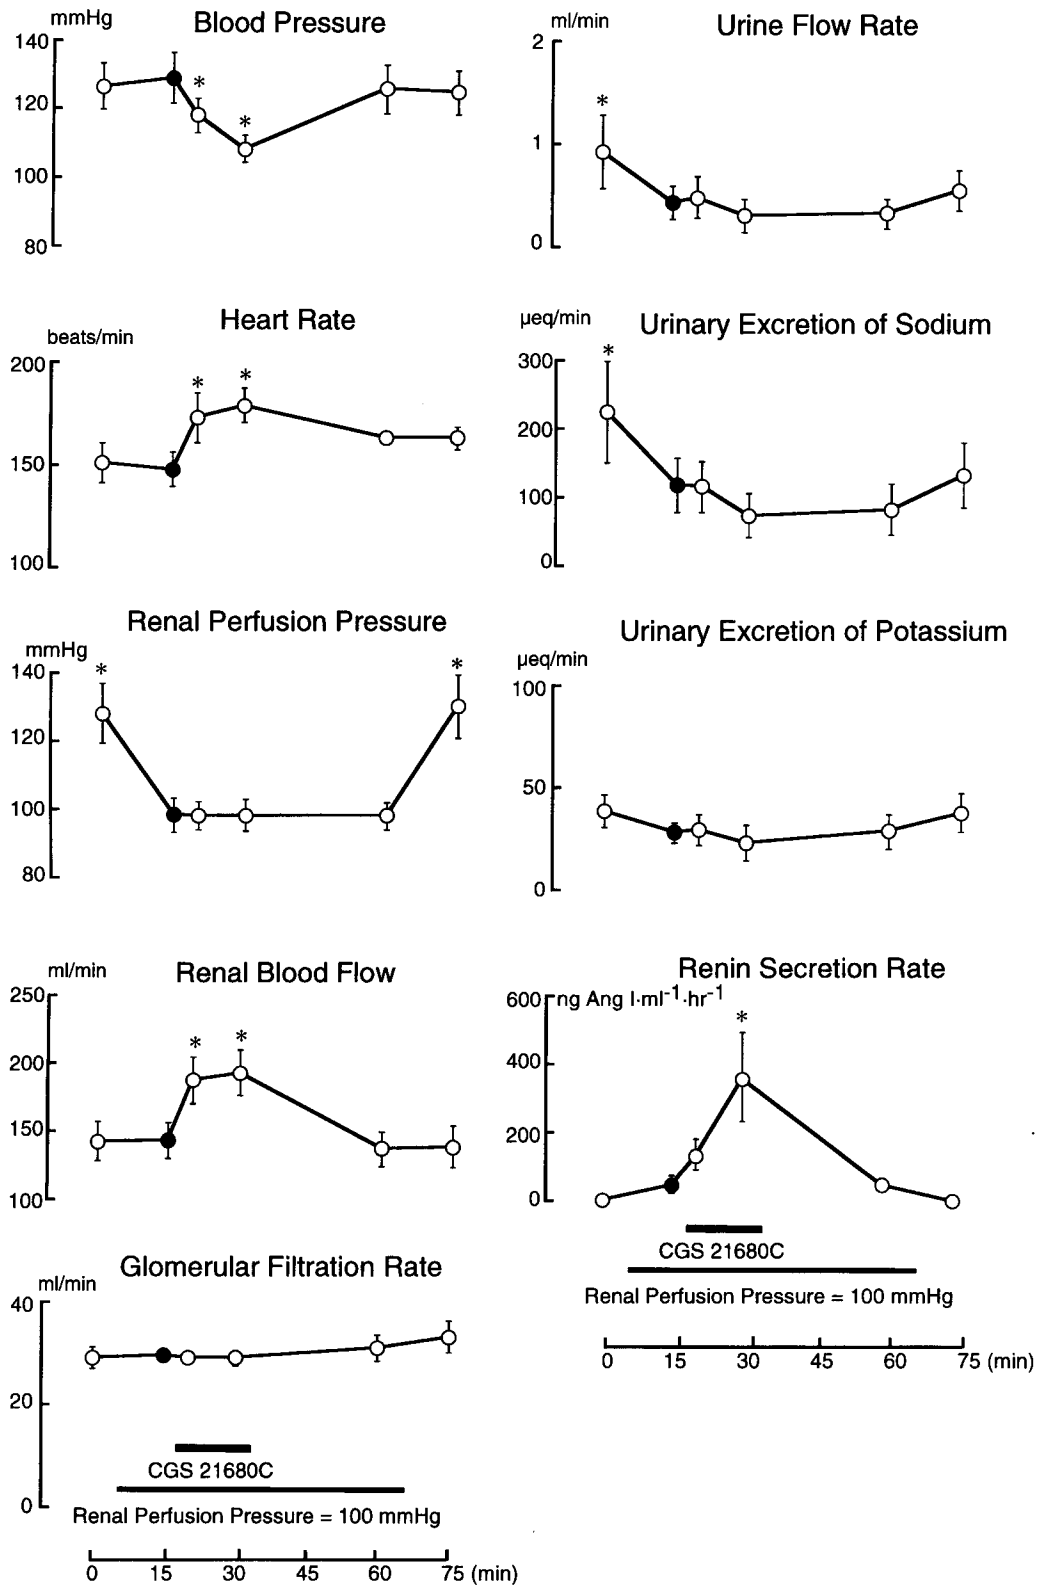 Blood Pressure
mmHg
140
120
100
80
*
*
Heart Rate
beats/min
200
150
100
*
*
Renal Perfusion Pressure
mmHg
140
120
100
80
*
*
Renal Blood Flow
ml/min
250
200
150
100
*
*
Glomerular Filtration Rate
ml/min
40
20
0
CGS 21680C
Renal Perfusion Pressure = 100 mmHg
0 15 30 45 60 75 (min)
Urine Flow Rate
ml/min
2
1
0
*
Urinary Excretion of Sodium
µeq/min
300
200
100
0
*
Urinary Excretion of Potassium
µeq/min
100
50
0
Renin Secretion Rate
600 ng Ang I·ml⁻¹·hr⁻¹
400
200
0
*
CGS 21680C
Renal Perfusion Pressure = 100 mmHg
0 15 30 45 60 75 (min)